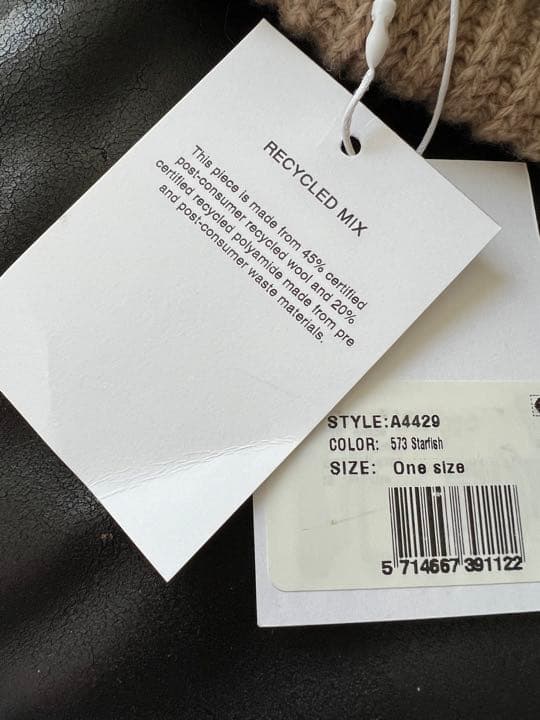 RECYCLED MIX
This piece is made from 45% certified
post-consumer recycled wool and 20%
certified recycled polyamide made from pre
and post-consumer waste materials.
STYLE:A4429
COLOR: 573 Starfish
SIZE: One size
5 714667 391122